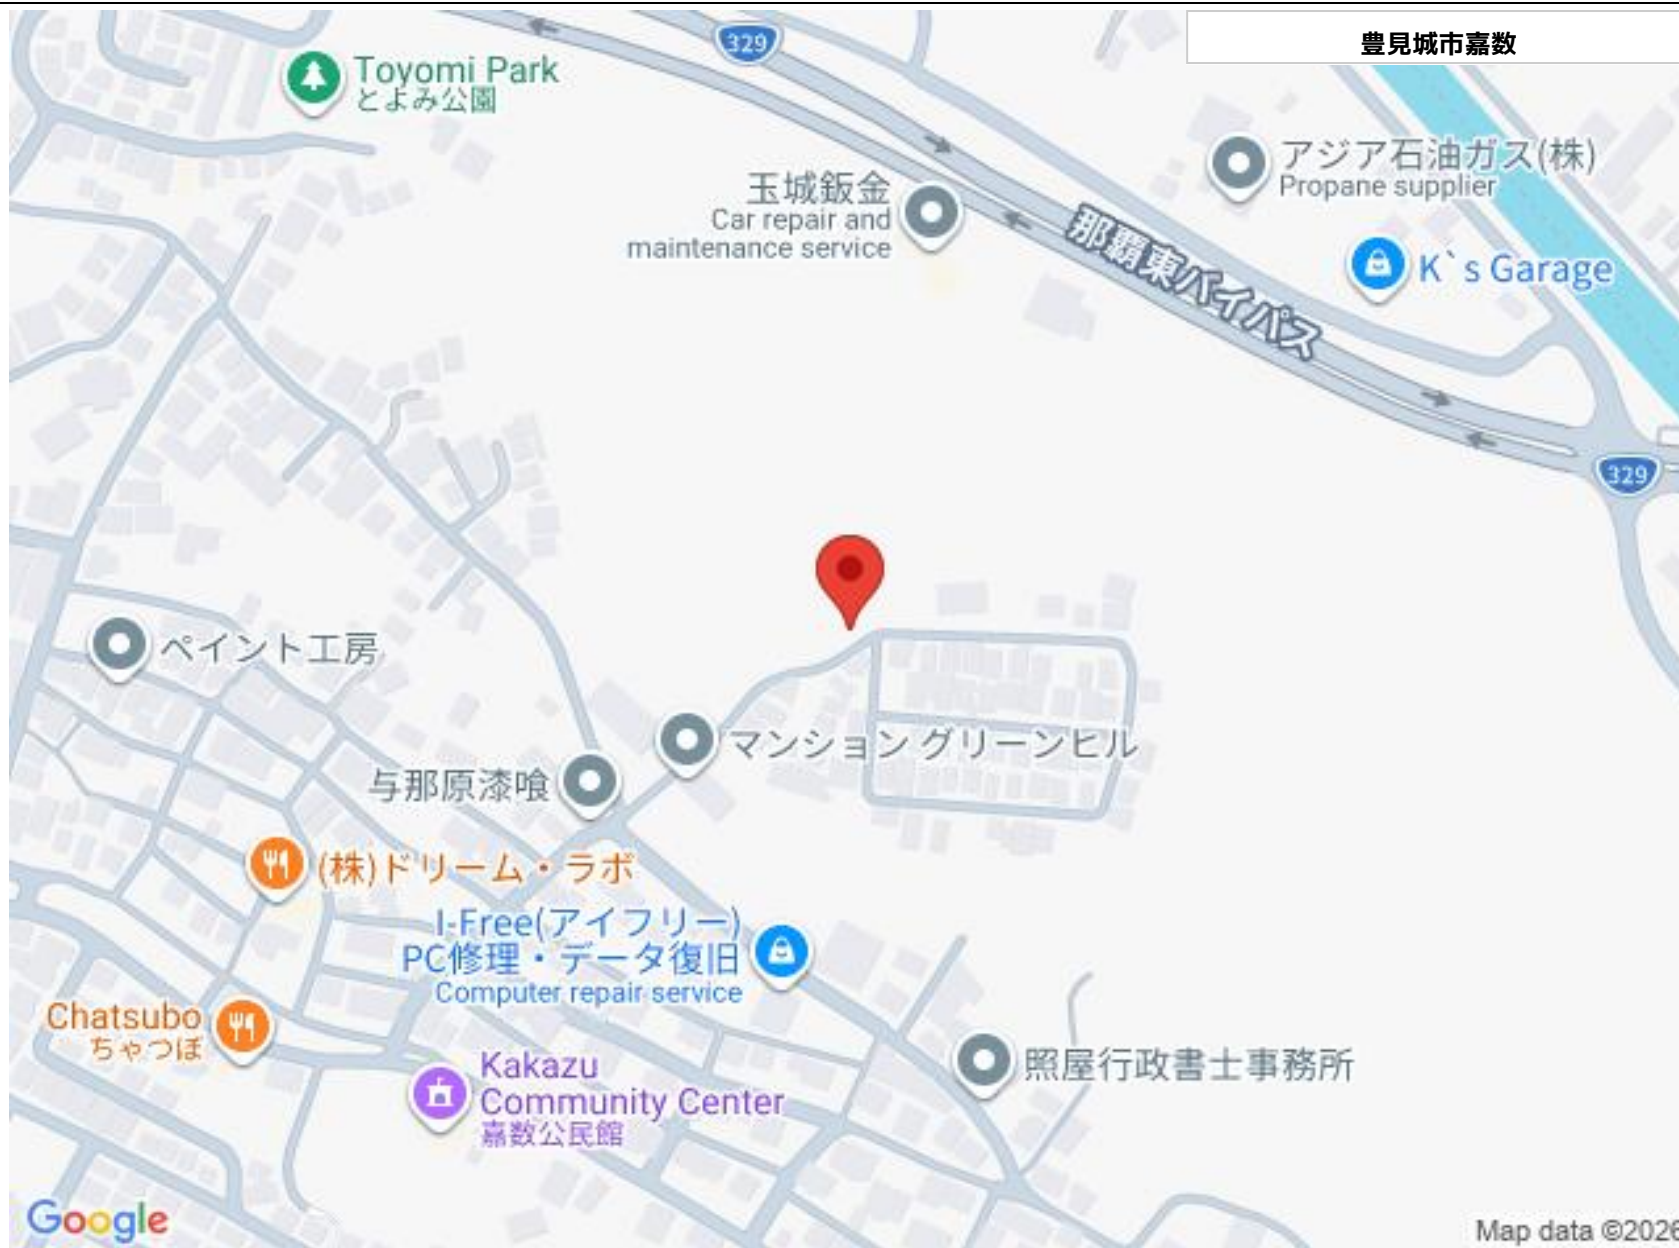 豊見城市嘉数
329
Toyomi Park
とよみ公園
アジア石油ガス(株)
Propane supplier
玉城鈑金
Car repair and
maintenance service
那覇東バイパス
K`s Garage
329
ペイント工房
マンション グリーンヒル
与那原漆喰
(株)ドリーム・ラボ
I-Free(アイフリー)
PC修理・データ復旧
Computer repair service
Chatsubo
ちゃつぼ
Kakazu
Community Center
嘉数公民館
照屋行政書士事務所
Google
Map data ©2026